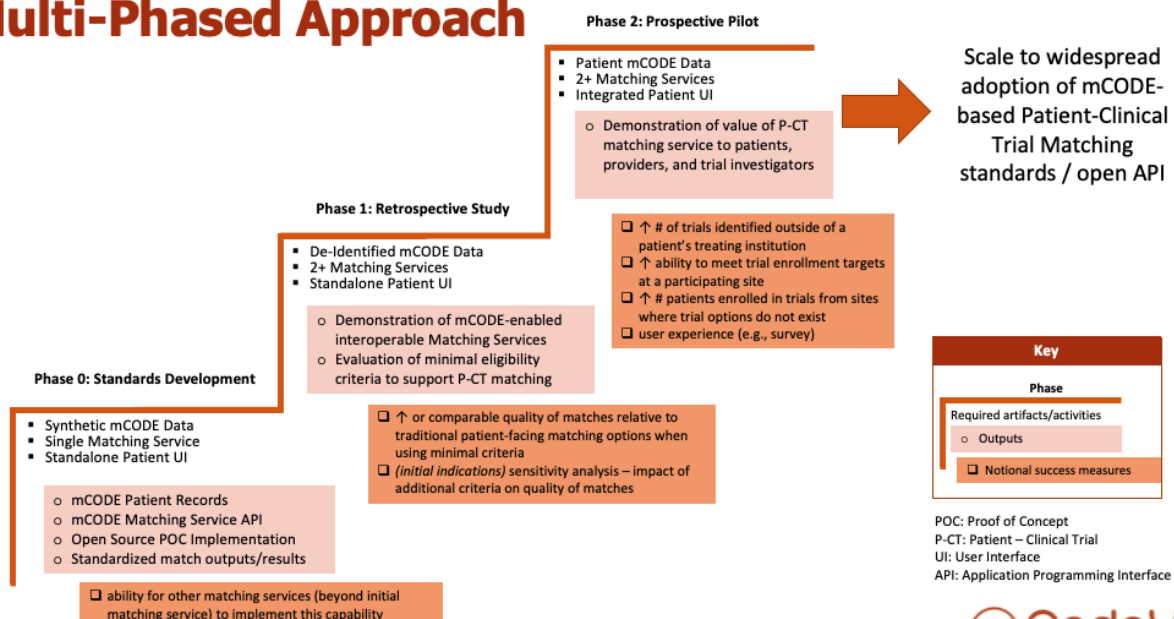 ulti-Phased Approach
Phase 2: Prospective Pilot
▪ Patient mCODE Data
▪ 2+ Matching Services
▪ Integrated Patient UI
o Demonstration of value of P-CT
matching service to patients,
providers, and trial investigators
❑ ↑ # of trials identified outside of a
patient's treating institution
❑ ↑ ability to meet trial enrollment targets
at a participating site
❑ ↑ # patients enrolled in trials from sites
where trial options do not exist
❑ user experience (e.g., survey)
Scale to widespread
adoption of mCODE-
based Patient-Clinical
Trial Matching
standards / open API
Phase 1: Retrospective Study
▪ De-Identified mCODE Data
▪ 2+ Matching Services
▪ Standalone Patient UI
o Demonstration of mCODE-enabled
interoperable Matching Services
o Evaluation of minimal eligibility
criteria to support P-CT matching
❑ ↑ or comparable quality of matches relative to
traditional patient-facing matching options when
using minimal criteria
❑ (initial indications) sensitivity analysis – impact of
additional criteria on quality of matches
Phase 0: Standards Development
▪ Synthetic mCODE Data
▪ Single Matching Service
▪ Standalone Patient UI
o mCODE Patient Records
o mCODE Matching Service API
o Open Source POC Implementation
o Standardized match outputs/results
❑ ability for other matching services (beyond initial
matching service) to implement this capability
Key
Phase
Required artifacts/activities
o Outputs
❑ Notional success measures
POC: Proof of Concept
P-CT: Patient – Clinical Trial
UI: User Interface
API: Application Programming Interface